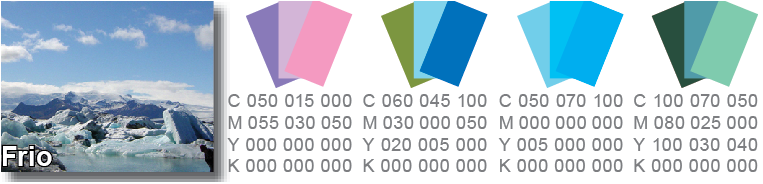 Frio
C 050 015 000
M 055 030 050
Y 000 000 000
K 000 000 000
C 060 045 100
M 030 000 050
Y 020 005 000
K 000 000 000
C 050 070 100
M 000 000 000
Y 005 000 000
K 000 000 000
C 100 070 050
M 080 025 000
Y 100 030 040
K 000 000 000